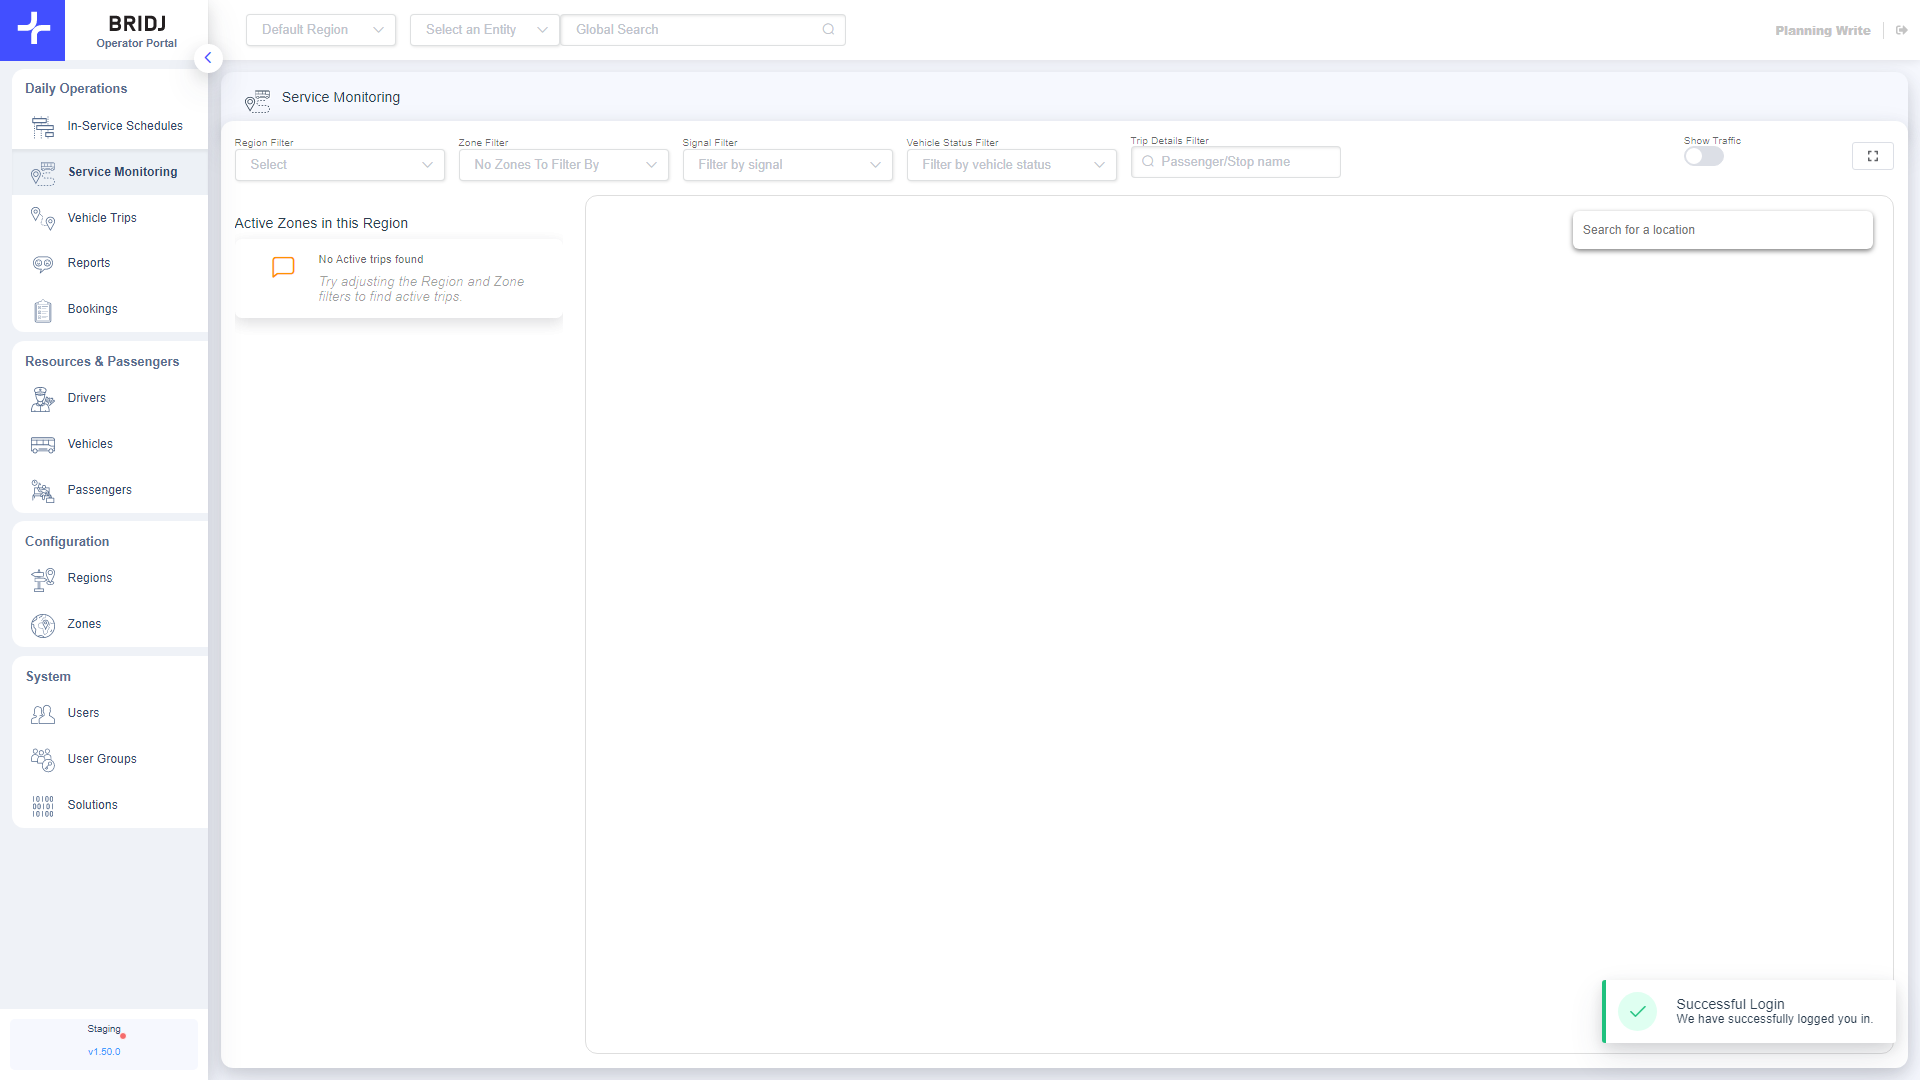 BRIDJ
Operator Portal
Default Region
Select an Entity
Global Search
Planning Write
Daily Operations
In-Service Schedules
Service Monitoring
Vehicle Trips
Reports
Bookings
Resources & Passengers
Drivers
Vehicles
Passengers
Configuration
Regions
Zones
System
Users
User Groups
10100
00101
10100
Solutions
Staging
v1.50.0
Service Monitoring
Region Filter
Select
Zone Filter
No Zones To Filter By
Signal Filter
Filter by signal
Vehicle Status Filter
Filter by vehicle status
Trip Details Filter
Passenger/Stop name
Show Traffic
Active Zones in this Region
No Active trips found
Try adjusting the Region and Zone
filters to find active trips.
Search for a location
Successful Login
We have successfully logged you in.